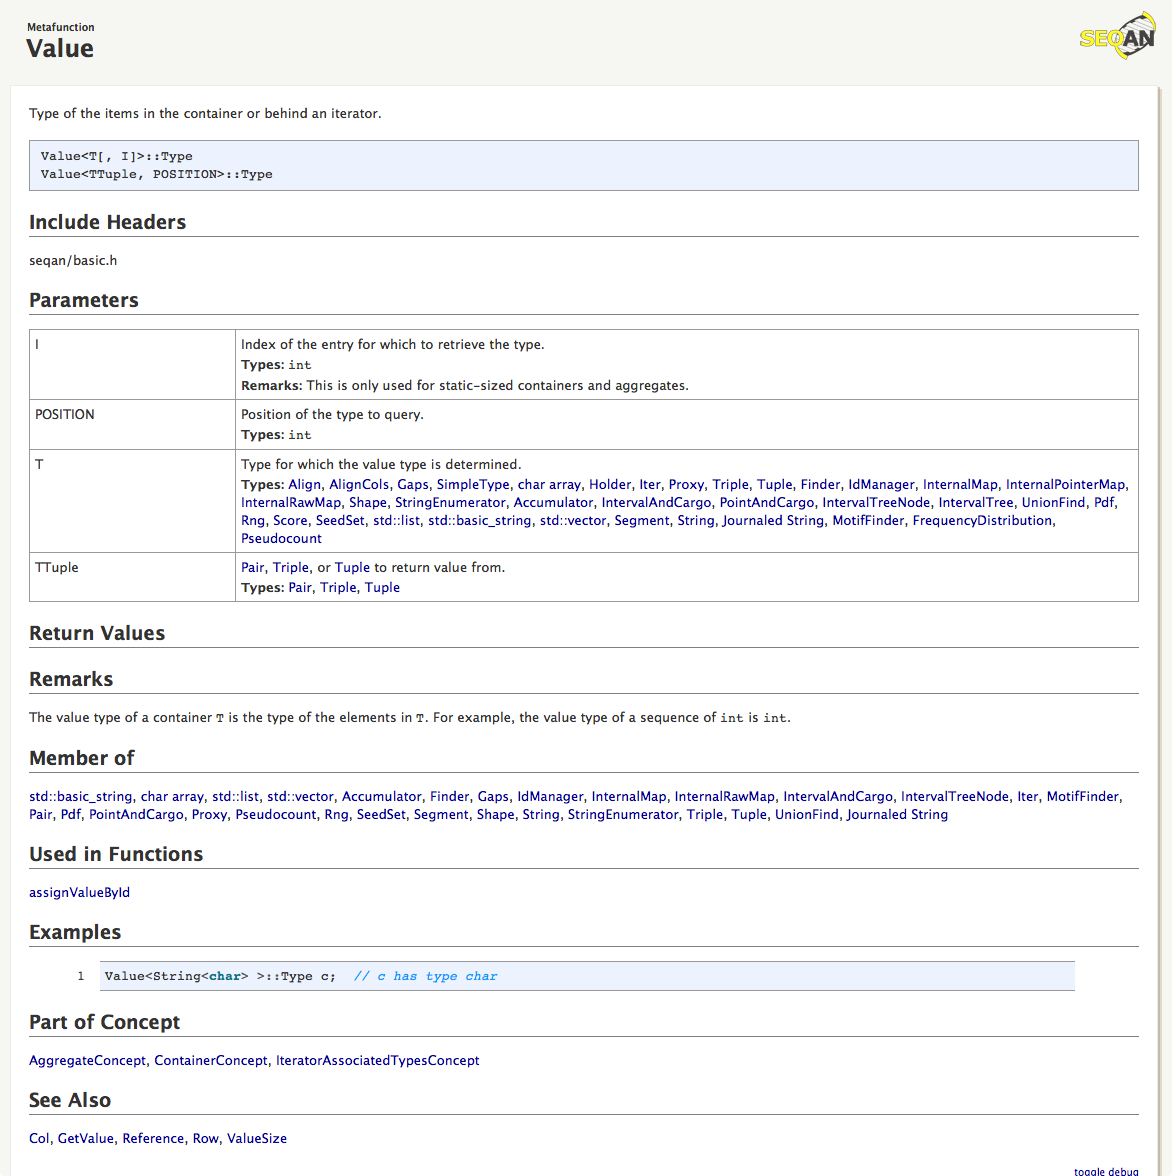 Metafunction
Value
SEQAN
Type of the items in the container or behind an iterator.
Value<T[, I]>::Type
Value<TTuple, POSITION>::Type
Include Headers
seqan/basic.h
Parameters
I
Index of the entry for which to retrieve the type.
Types: int
Remarks: This is only used for static-sized containers and aggregates.
POSITION
Position of the type to query.
Types: int
T
Type for which the value type is determined.
Types: Align, AlignCols, Gaps, SimpleType, char array, Holder, Iter, Proxy, Triple, Tuple, Finder, IdManager, InternalMap, InternalPointerMap,
InternalRawMap, Shape, StringEnumerator, Accumulator, IntervalAndCargo, PointAndCargo, IntervalTreeNode, IntervalTree, UnionFind, Pdf,
Rng, Score, SeedSet, std::list, std::basic_string, std::vector, Segment, String, Journaled String, MotifFinder, FrequencyDistribution,
Pseudocount
TTuple
Pair, Triple, or Tuple to return value from.
Types: Pair, Triple, Tuple
Return Values
Remarks
The value type of a container T is the type of the elements in T. For example, the value type of a sequence of int is int.
Member of
std::basic_string, char array, std::list, std::vector, Accumulator, Finder, Gaps, IdManager, InternalMap, InternalRawMap, IntervalAndCargo, IntervalTreeNode, Iter, MotifFinder,
Pair, Pdf, PointAndCargo, Proxy, Pseudocount, Rng, SeedSet, Segment, Shape, String, StringEnumerator, Triple, Tuple, UnionFind, Journaled String
Used in Functions
assignValueById
Examples
1 Value<String<char> >::Type c;  // c has type char
Part of Concept
AggregateConcept, ContainerConcept, IteratorAssociatedTypesConcept
See Also
Col, GetValue, Reference, Row, ValueSize
toggle debug